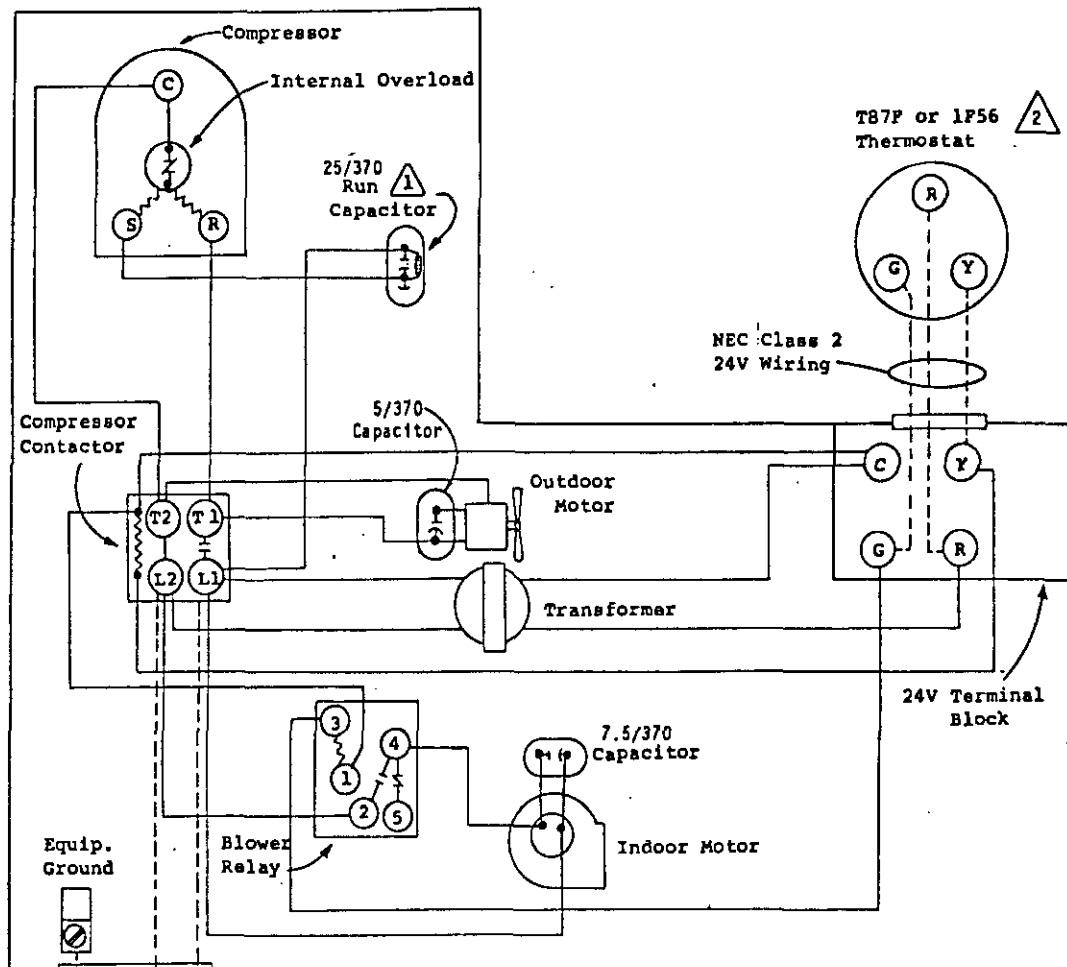 Compressor
C
Internal Overload
S
R
25/370
Run 1
Capacitor
T87F or 1F56 2
Thermostat
R
G
Y
NEC Class 2
24V Wiring
Compressor
Contactor
5/370
Capacitor
Outdoor
Motor
C
Y
T2
T1
G
R
L2
L1
Transformer
24V Terminal
Block
3
4
1
2
5
7.5/370
Capacitor
Blower
Relay
Indoor Motor
Equip.
Ground